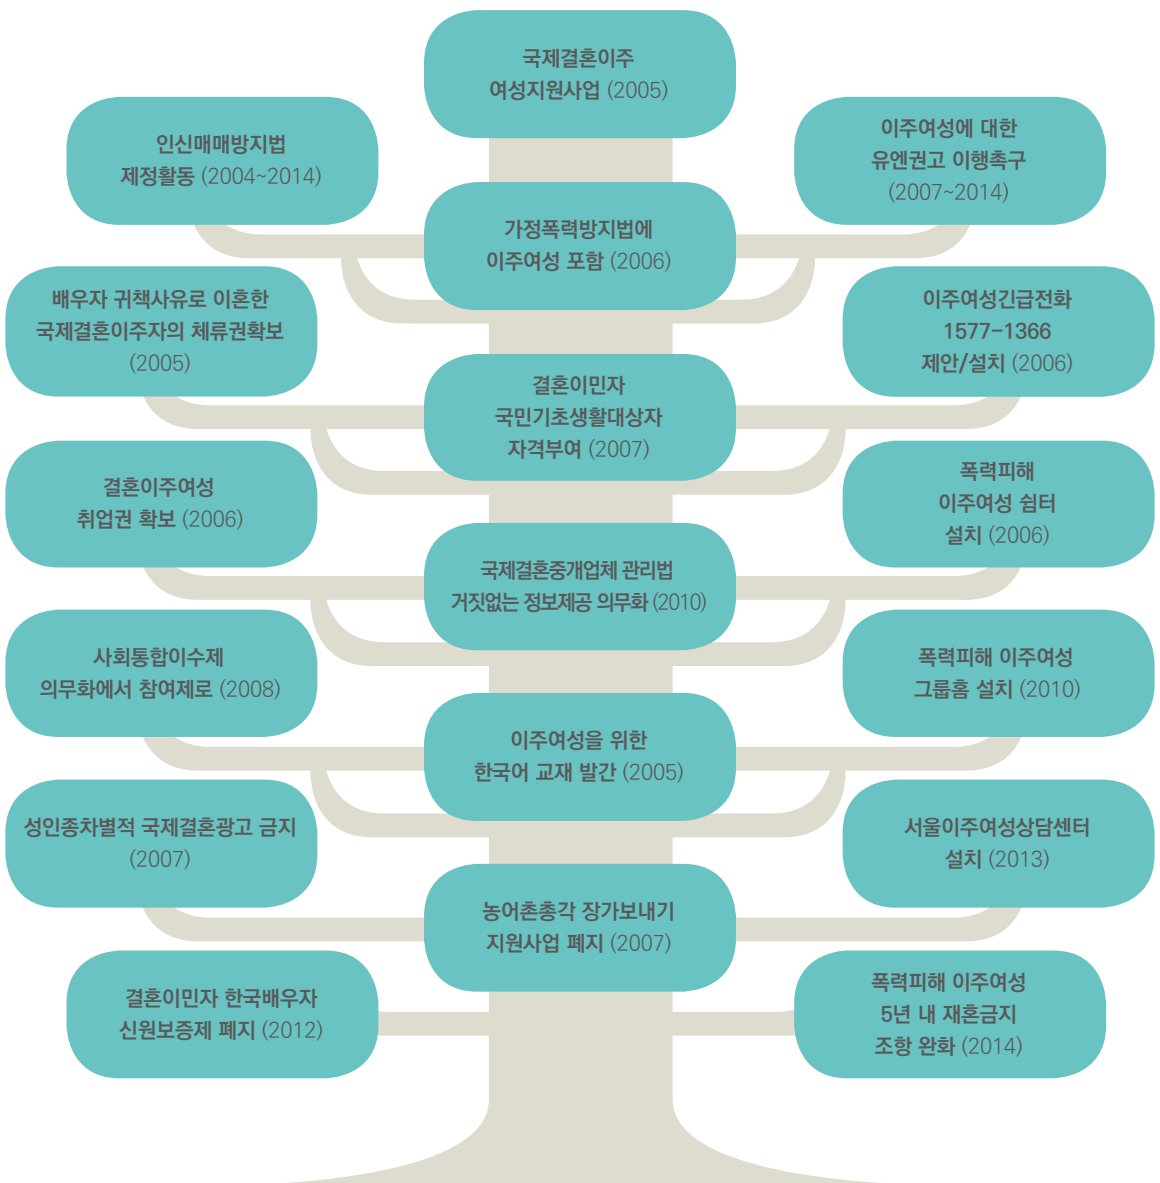 국제결혼이주
여성지원사업 (2005)
인신매매방지법
제정활동 (2004~2014)
이주여성에 대한
유엔권고 이행촉구
(2007~2014)
가정폭력방지법에
이주여성 포함 (2006)
배우자 귀책사유로 이혼한
국제결혼이주자의 체류권확보
(2005)
이주여성긴급전화
1577-1366
제안/설치 (2006)
결혼이민자
국민기초생활대상자
자격부여 (2007)
결혼이주여성
취업권 확보 (2006)
폭력피해
이주여성 쉼터
설치 (2006)
국제결혼중개업체 관리법
거짓없는 정보제공 의무화 (2010)
사회통합이수제
의무화에서 참여제로 (2008)
폭력피해 이주여성
그룹홈 설치 (2010)
이주여성을 위한
한국어 교재 발간 (2005)
성인종차별적 국제결혼광고 금지
(2007)
서울이주여성상담센터
설치 (2013)
농어촌총각 장가보내기
지원사업 폐지 (2007)
결혼이민자 한국배우자
신원보증제 폐지 (2012)
폭력피해 이주여성
5년 내 재혼금지
조항 완화 (2014)